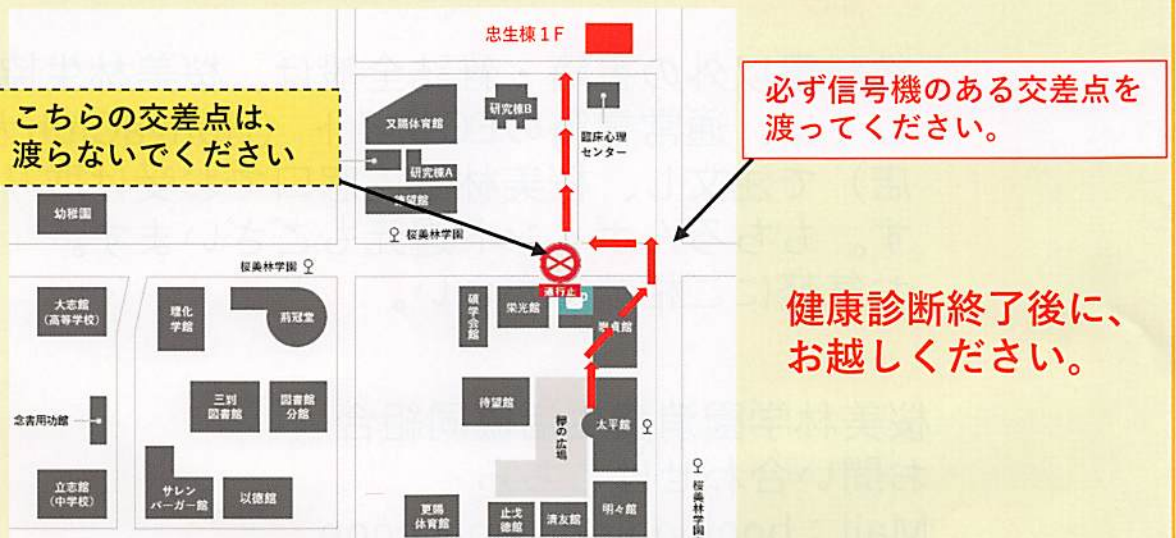 忠生棟1F
こちらの交差点は、
渡らないでください
必ず信号機のある交差点を
渡ってください。
又賜体育館
研究棟B
臨床心理
センター
研究棟A
待望館
幼稚園
桜美林学園
桜美林学園
通行止
大志館
(高等学校)
理化
学館
荊冠堂
礦学会館
栄光館
崇貞館
健康診断終了後に、
お越しください。
三到
図書館
図書館
分館
待望館
欅の広場
太平館
念吉用功館
立志館
(中学校)
サレン
バーガー館
以徳館
更賜
体育館
止戈
徳館
清友館
明々館
桜美林学園